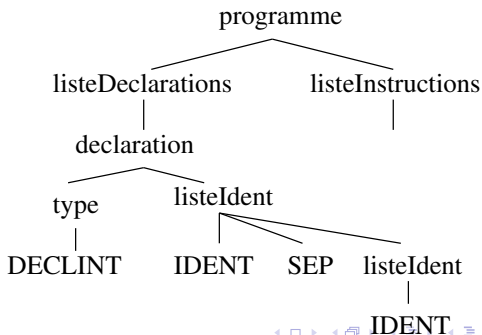 programme
listeDeclarations listeInstructions
declaration
type listeIdent
DECLINT IDENT SEP listeIdent
IDENT